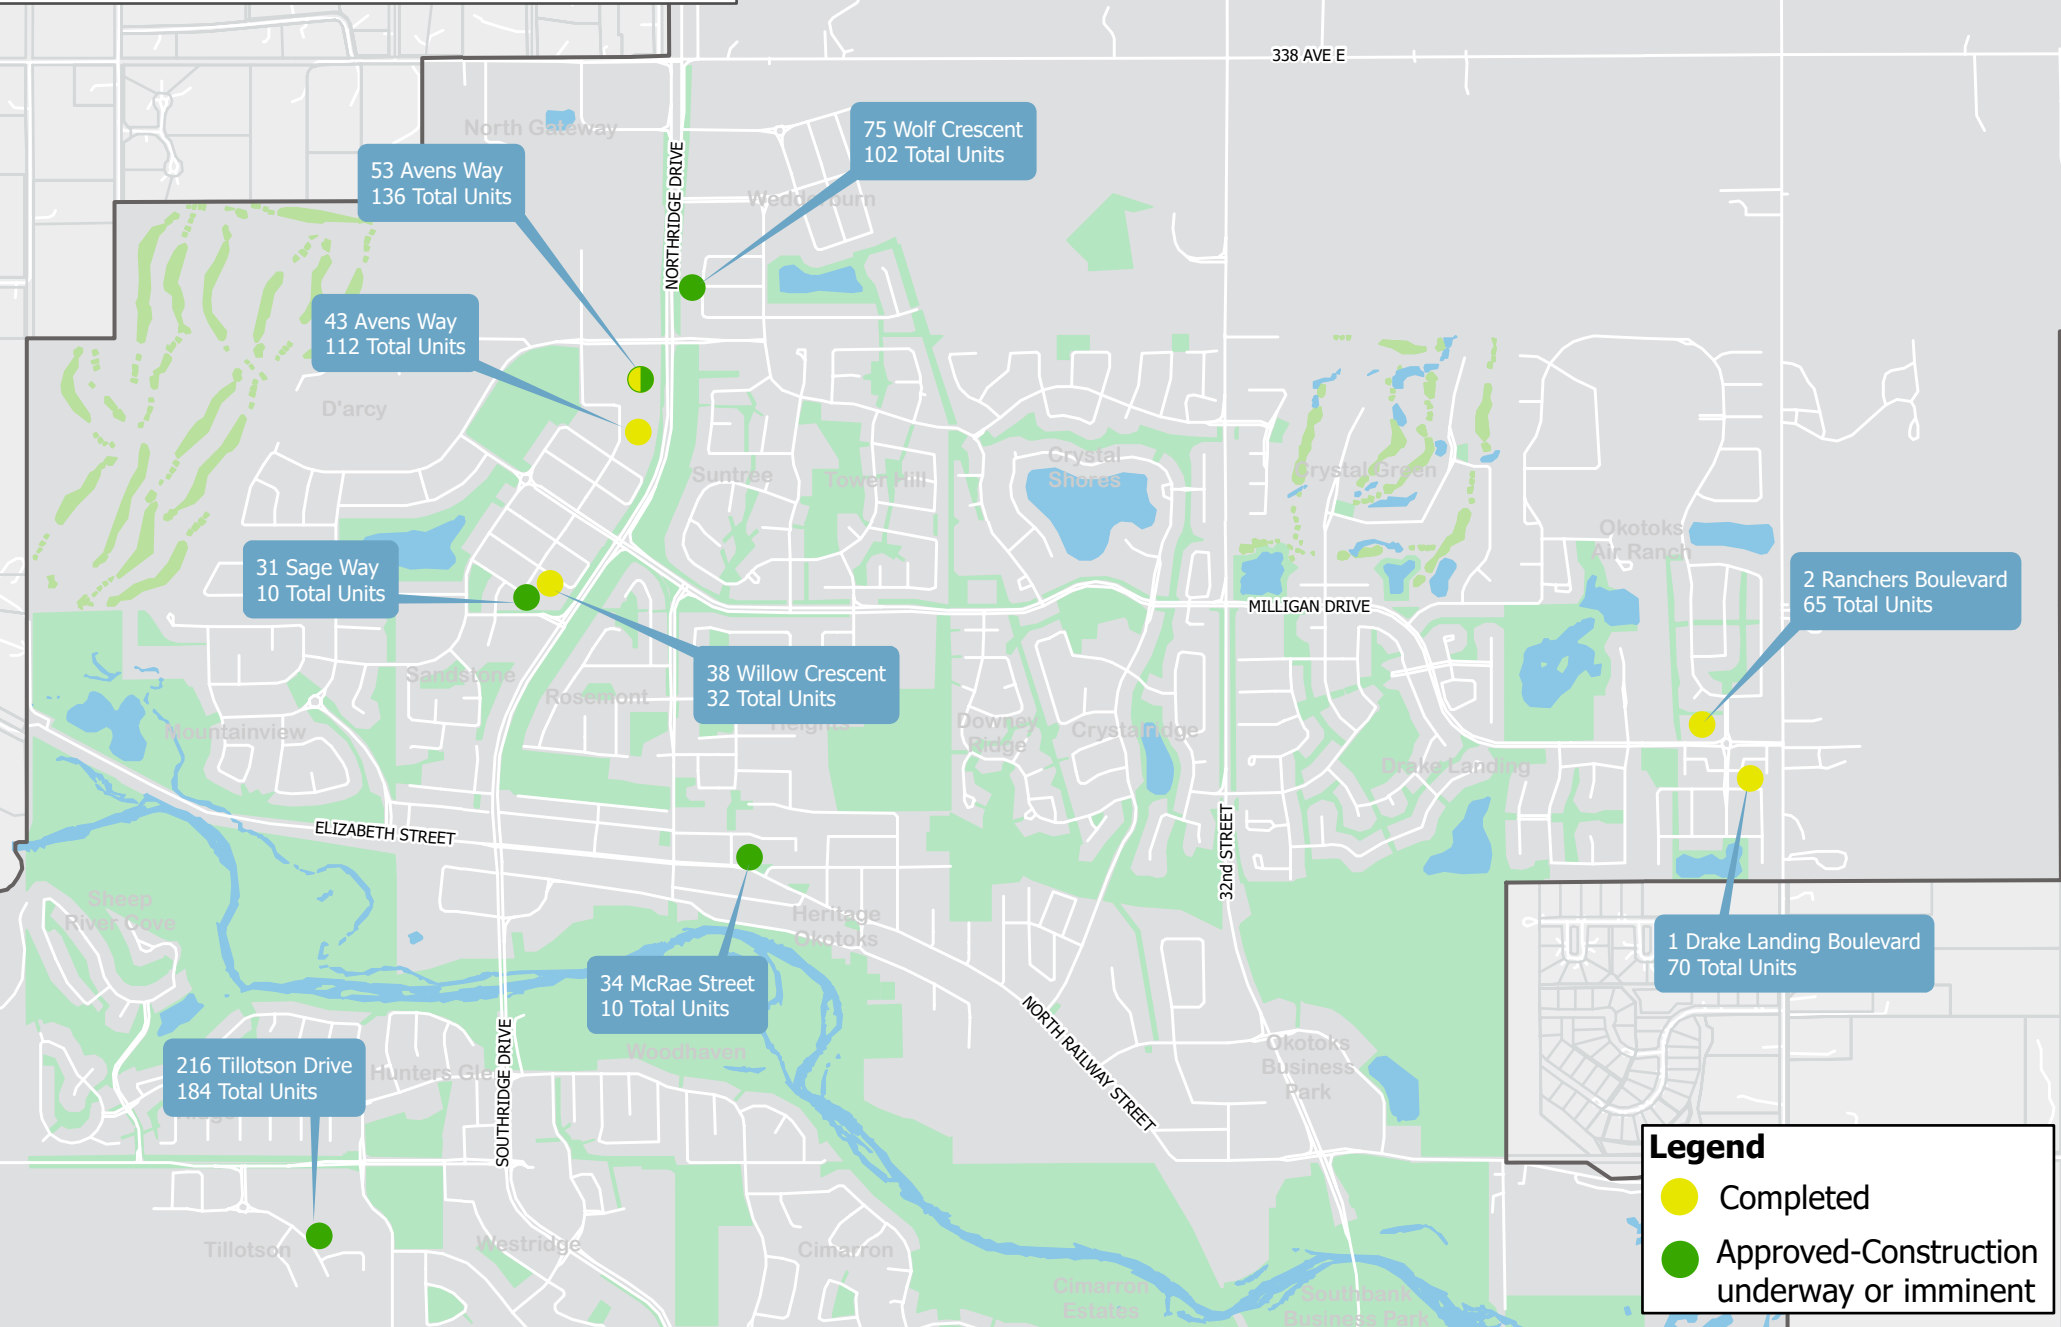 338 AVE E
North Gateway
75 Wolf Crescent
102 Total Units
53 Avens Way
136 Total Units
NORTHRIDGE DRIVE
43 Avens Way
112 Total Units
D'arcy
Suntree
Tower Hill
Crystal
Shores
Crystal Green
Okotoks
Air Ranch
31 Sage Way
10 Total Units
2 Ranchers Boulevard
65 Total Units
MILLIGAN DRIVE
38 Willow Crescent
32 Total Units
Sandstone
Rosemont
Heights
Mountainview
Downey
Ridge
Crystalridge
Drake Landing
ELIZABETH STREET
32nd STREET
Sheep
River Cove
Heritage
Okotoks
1 Drake Landing Boulevard
70 Total Units
34 McRae Street
10 Total Units
NORTH RAILWAY STREET
SOUTHRIDGE DRIVE
Woodhaven
Okotoks
Business
Park
216 Tillotson Drive
184 Total Units
Tillotson
Westridge
Cimarron
Cimarron
Estates
Southbank
Business Park
Legend
Completed
Approved-Construction
underway or imminent